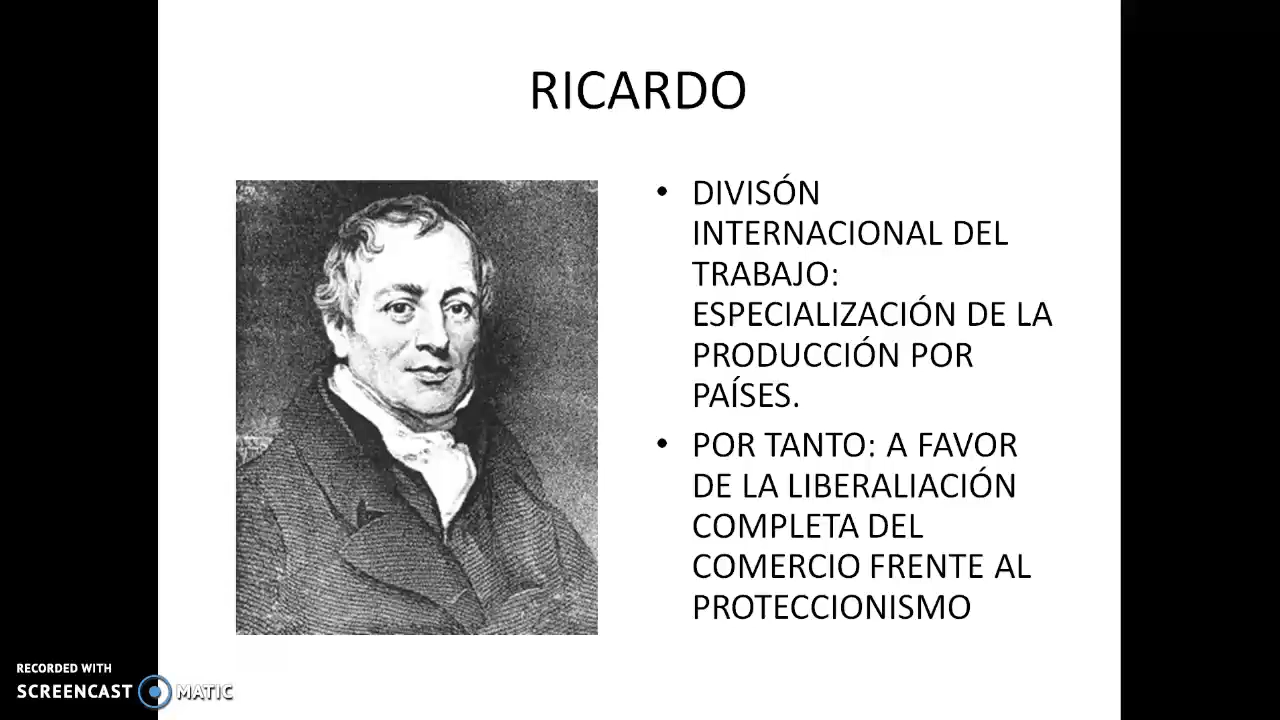 RICARDO
• DIVISÓN
INTERNACIONAL DEL
TRABAJO:
ESPECIALIZACIÓN DE LA
PRODUCCIÓN POR
PAÍSES.
• POR TANTO: A FAVOR
DE LA LIBERALIACIÓN
COMPLETA DEL
COMERCIO FRENTE AL
PROTECCIONISMO
RECORDED WITH
SCREENCAST MATIC